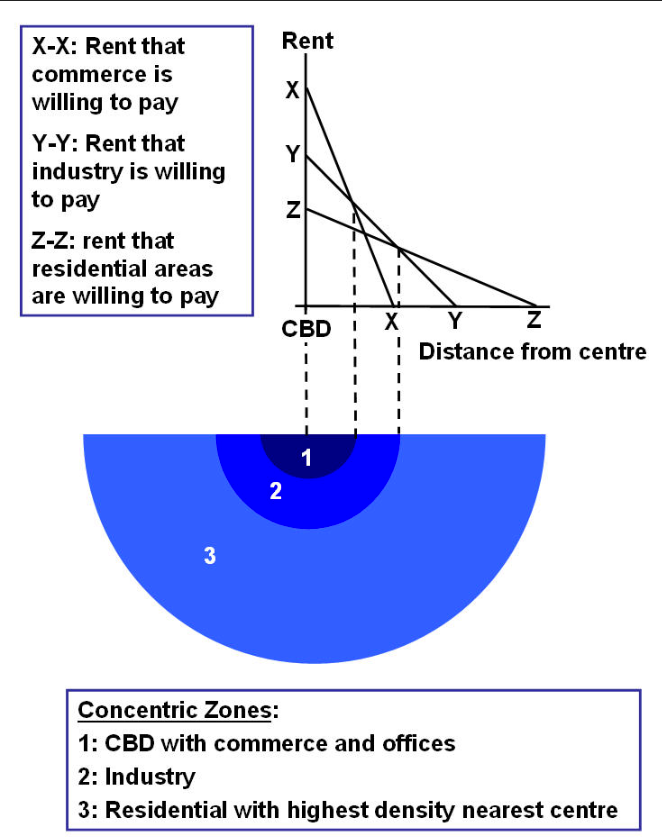 X-X: Rent that
commerce is
willing to pay
Y-Y: Rent that
industry is willing
to pay
Z-Z: rent that
residential areas
are willing to pay
Rent
X
Y
Z
CBD
X
Y
Z
Distance from centre
1
2
3
Concentric Zones:
1: CBD with commerce and offices
2: Industry
3: Residential with highest density nearest centre